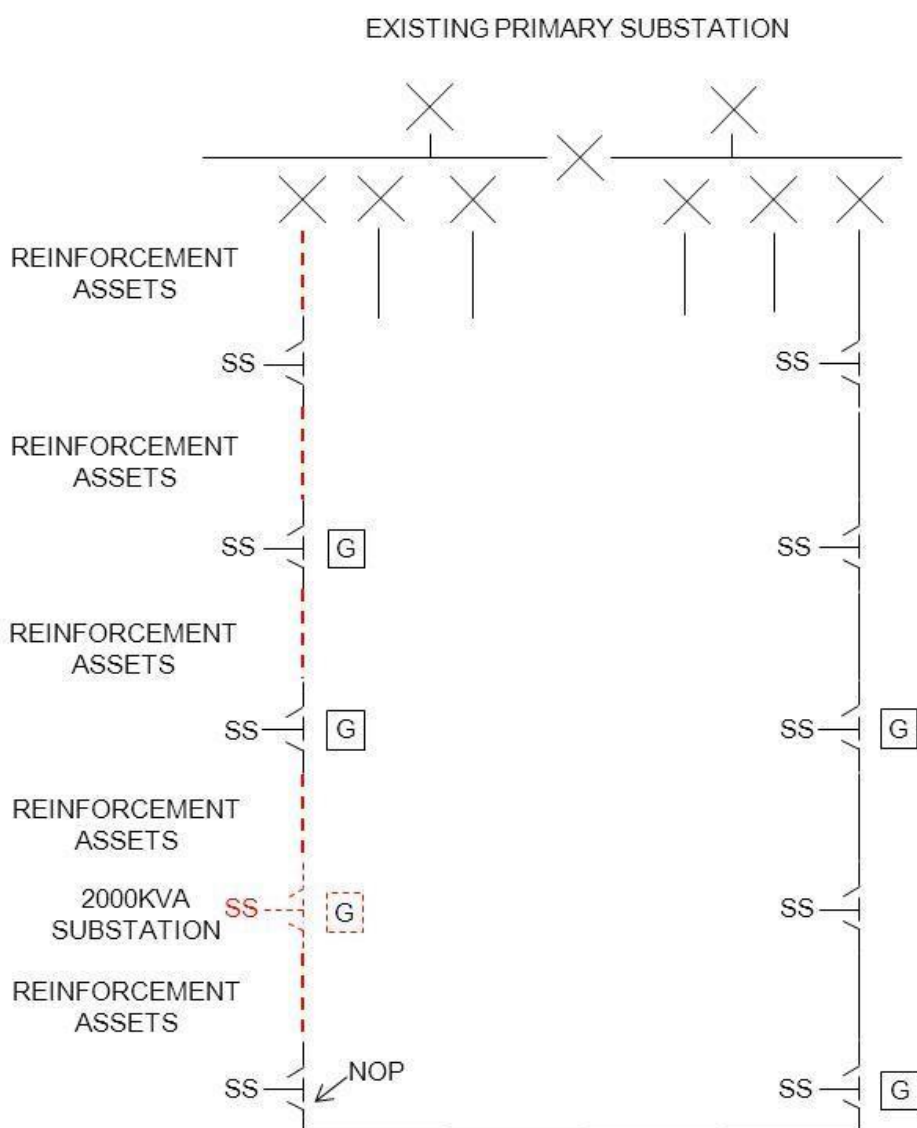 EXISTING PRIMARY SUBSTATION
REINFORCEMENT
ASSETS
SS
SS
REINFORCEMENT
ASSETS
SS
G
SS
REINFORCEMENT
ASSETS
SS
G
SS
G
REINFORCEMENT
ASSETS
2000KVA
SUBSTATION
SS
G
SS
REINFORCEMENT
ASSETS
SS
NOP
SS
G